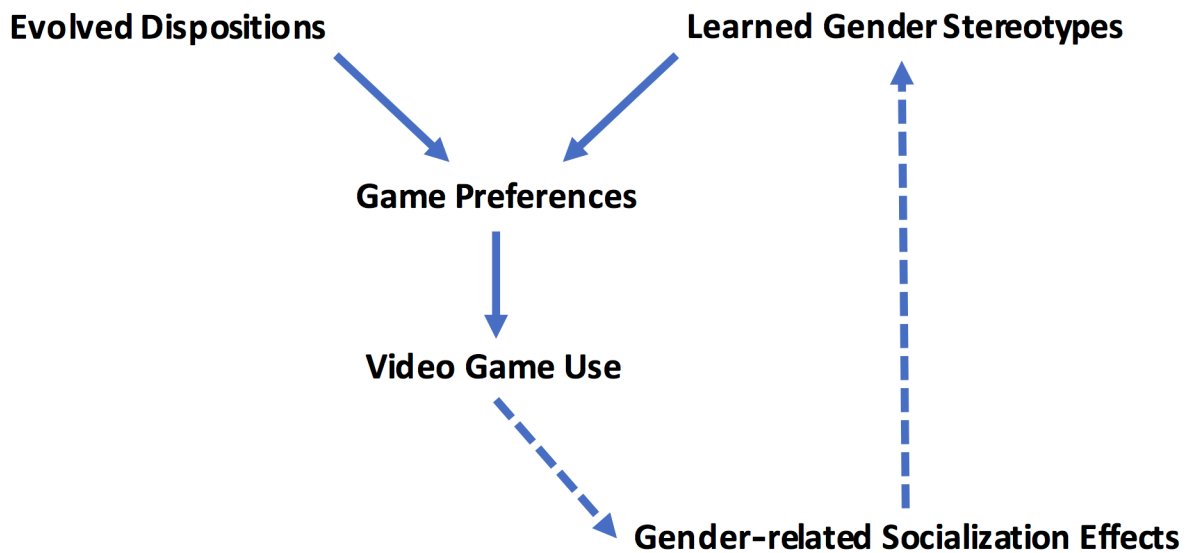 Evolved Dispositions
Learned Gender Stereotypes
Game Preferences
Video Game Use
Gender-related Socialization Effects